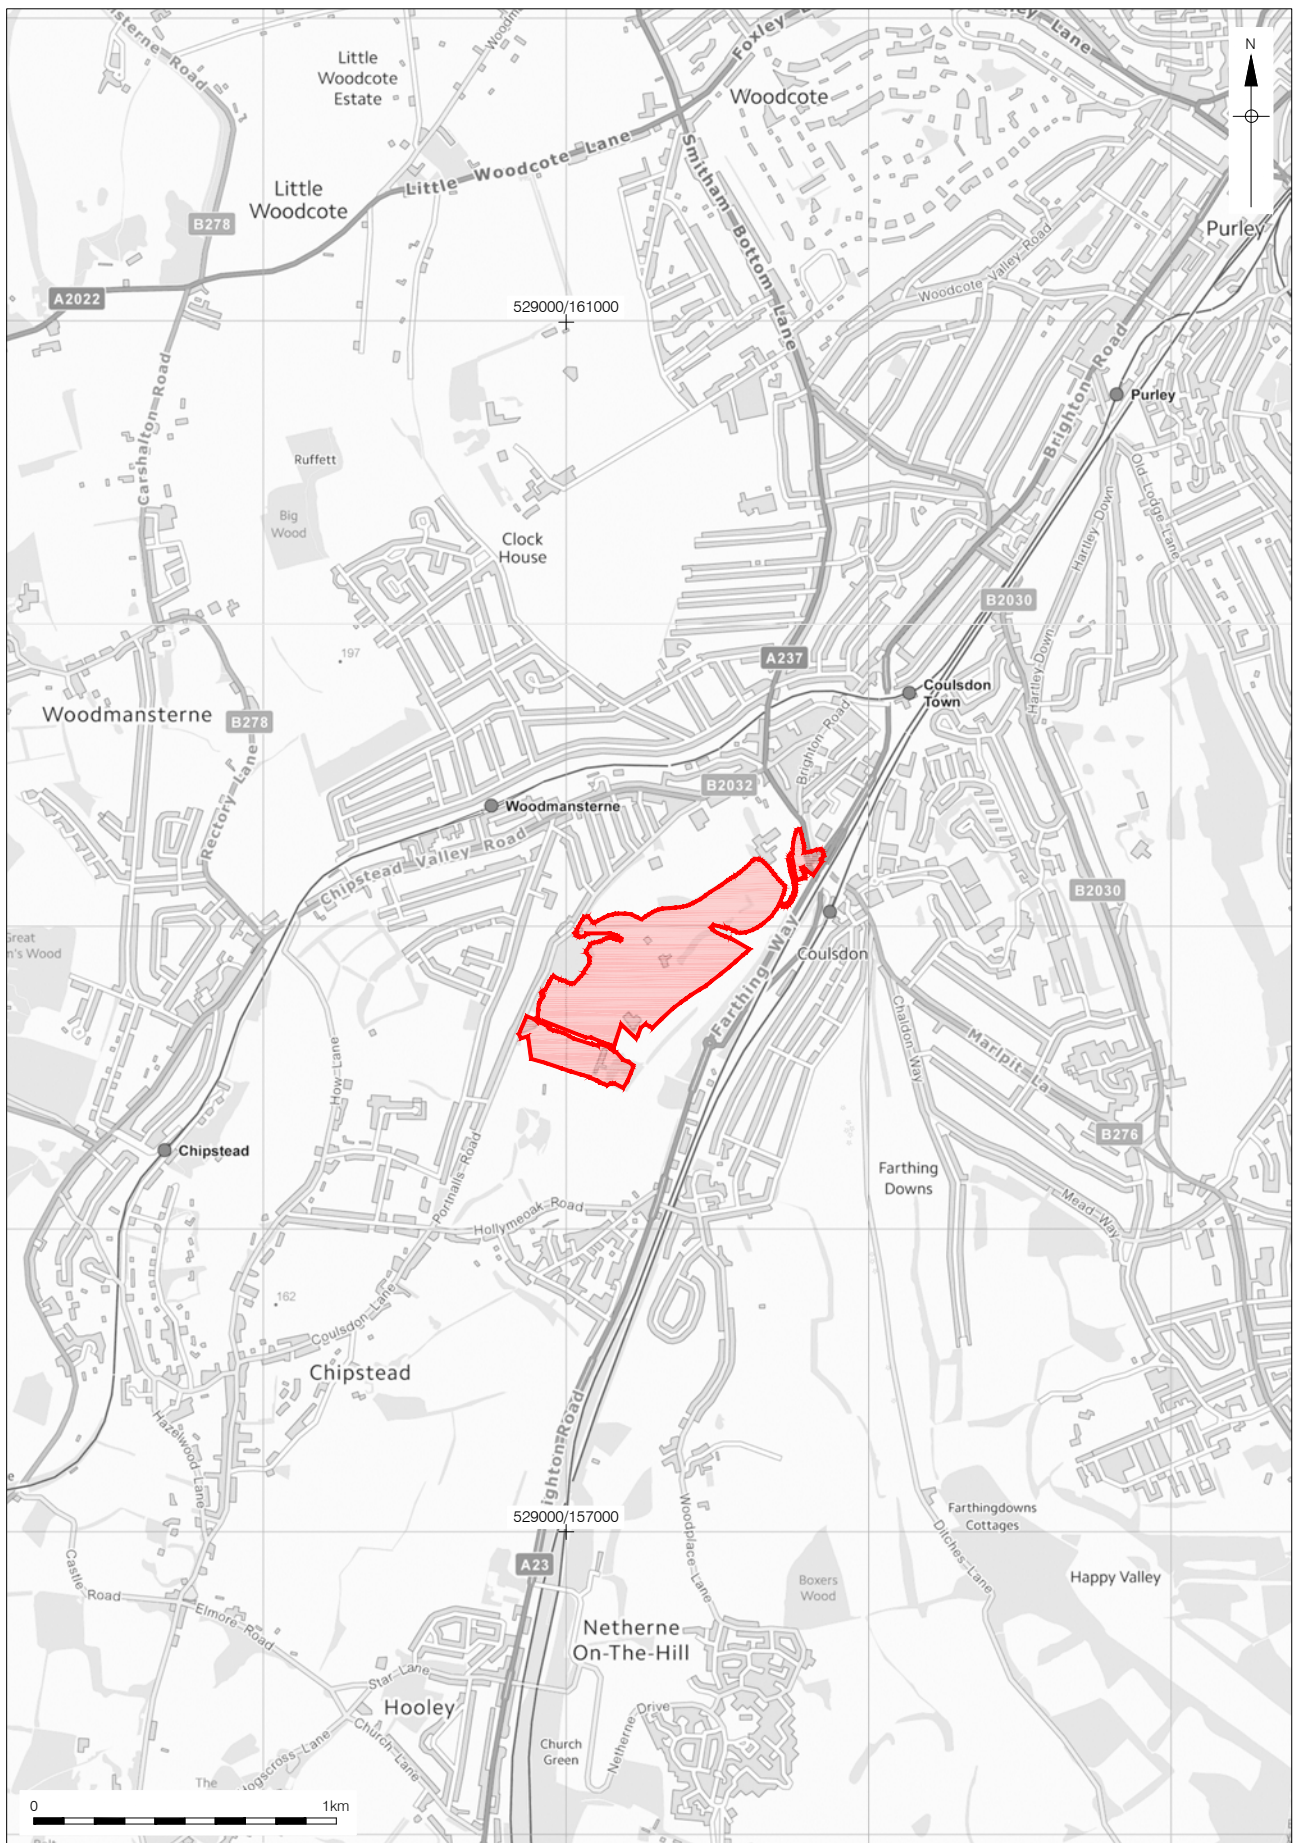 Little
Woodcote
Estate
Woodcote
N
Little Woodcote Lane
Little
Woodcote
B278
Smitham Bottom Lane
Purley
Woodcote Valley Road
A2022
529000/161000
Carshalton Road
Brighton Road
Purley
Ruffett
Old Lodge Lane
Big
Wood
Clock
House
Hartley Down
B2030
197
A237
Hartley Down
Coulsdon
Town
Woodmansterne
B278
Brighton Road
Rectory Lane
B2032
Woodmansterne
Chipstead Valley Road
B2030
Coulsdon
Farthing Way
Chaldon Way
Marlpit La
How Lane
B276
Chipstead
Portnalls Road
Farthing
Downs
Mead Way
Hollymeoak Road
162
Coulsdon Lane
Chipstead
Hazelwood Lane
ighton Road
Woodplace Lane
529000/157000
Farthingdowns
Cottages
Ditches Lane
A23
Castle Road
Boxers
Wood
Happy Valley
Elmore Road
Netherne
On-The-Hill
Star Lane
Hooley
Netherne Drive
Church Lane
Church
Green
ogscross Lane
The
0 1km